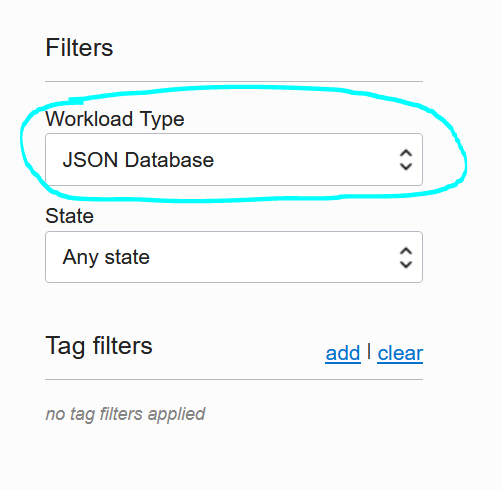 Filters
Workload Type
JSON Database
State
Any state
Tag filters
add | clear
no tag filters applied